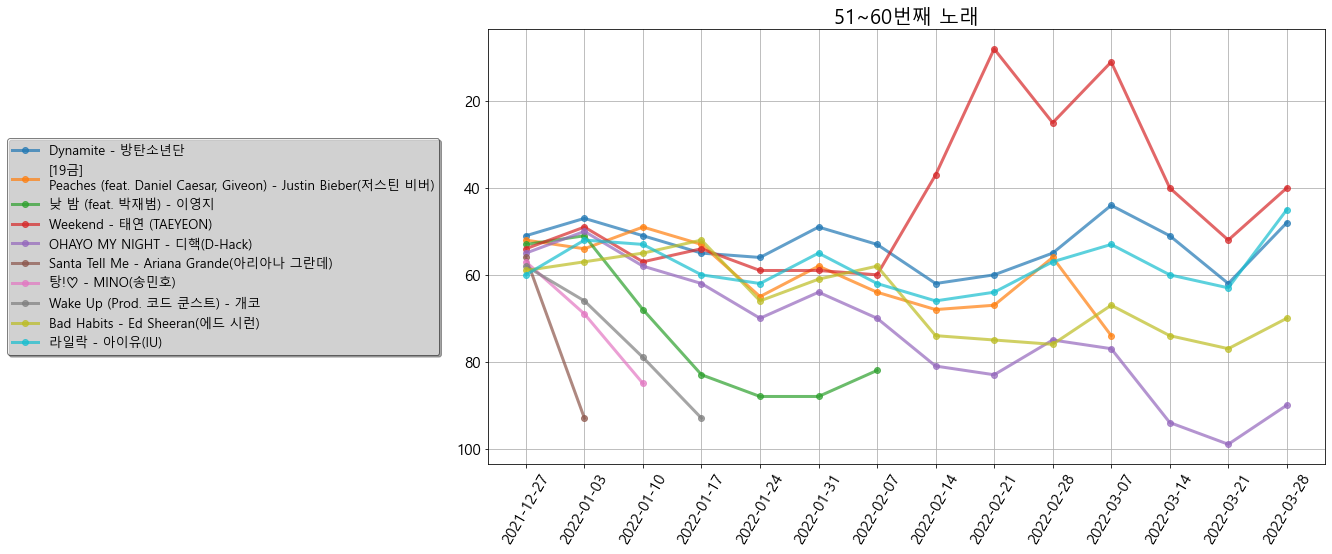 51~60번째 노래
Dynamite - 방탄소년단
[19금]
Peaches (feat. Daniel Caesar, Giveon) - Justin Bieber(저스틴 비버)
낮 밤 (feat. 박재범) - 이영지
Weekend - 태연 (TAEYEON)
OHAYO MY NIGHT - 디핵(D-Hack)
Santa Tell Me - Ariana Grande(아리아나 그란데)
탕!♡ - MINO(송민호)
Wake Up (Prod. 코드 쿤스트) - 개코
Bad Habits - Ed Sheeran(에드 시런)
라일락 - 아이유(IU)
20
40
60
80
100
2021-12-27
2022-01-03
2022-01-10
2022-01-17
2022-01-24
2022-01-31
2022-02-07
2022-02-14
2022-02-21
2022-02-28
2022-03-07
2022-03-14
2022-03-21
2022-03-28